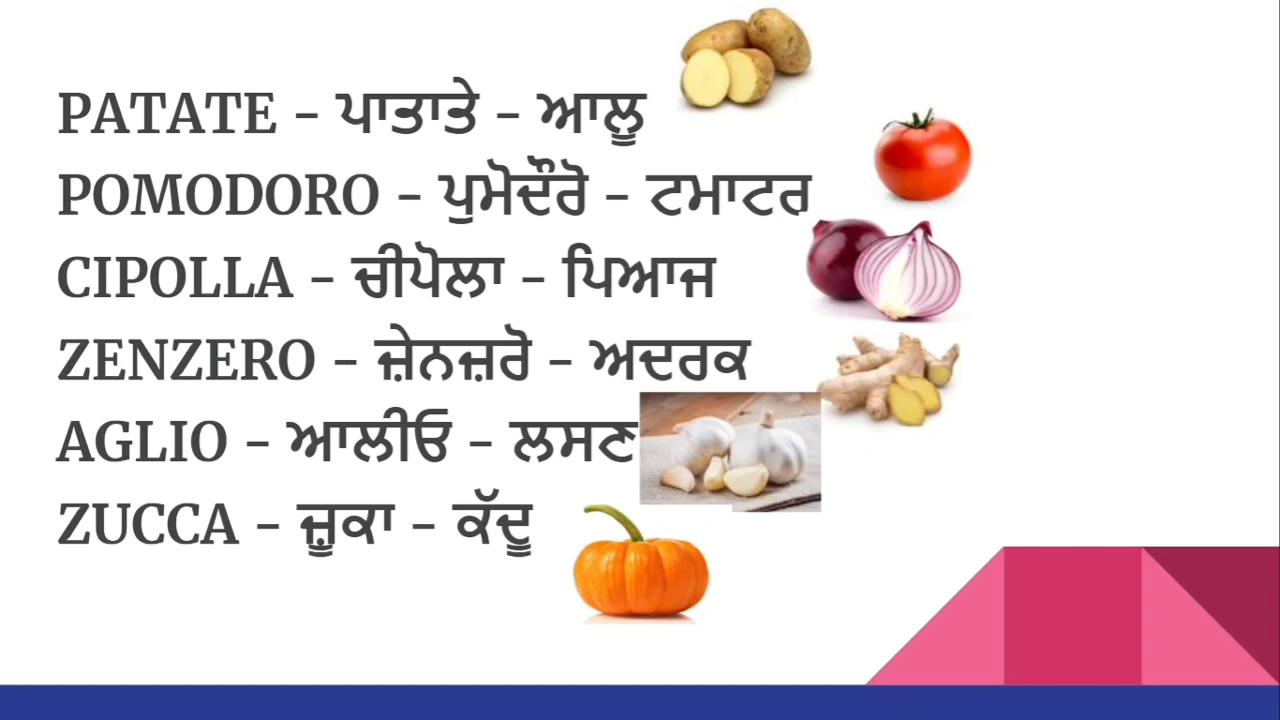 PATATE - ਪਾਤਾਤੇ - ਆਲੂ
POMODORO - ਪੁਮੋਦੌਰੋ - ਟਮਾਟਰ
CIPOLLA - ਚੀਪੋਲਾ - ਪਿਆਜ
ZENZERO - ਜ਼ੇਨਜ਼ਰੋ - ਅਦਰਕ
AGLIO - ਆਲੀਓ - ਲਸਣ
ZUCCA - ਜ਼ੂਕਾ - ਕੱਦੂ